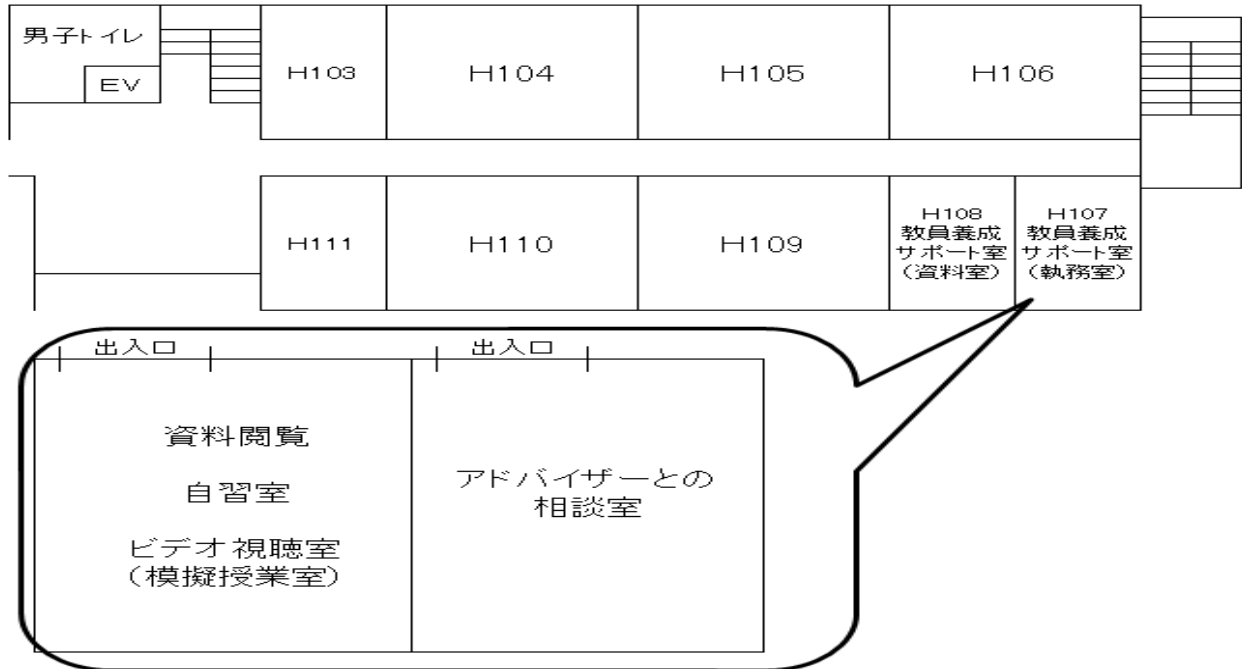 男子トイレ
EV
H103
H104
H105
H106
H111
H110
H109
H108
教員養成
サポート室
（資料室）
H107
教員養成
サポート室
（執務室）
出入口
出入口
資料閲覧
自習室
ビデオ視聴室
（模擬授業室）
アドバイザーとの
相談室